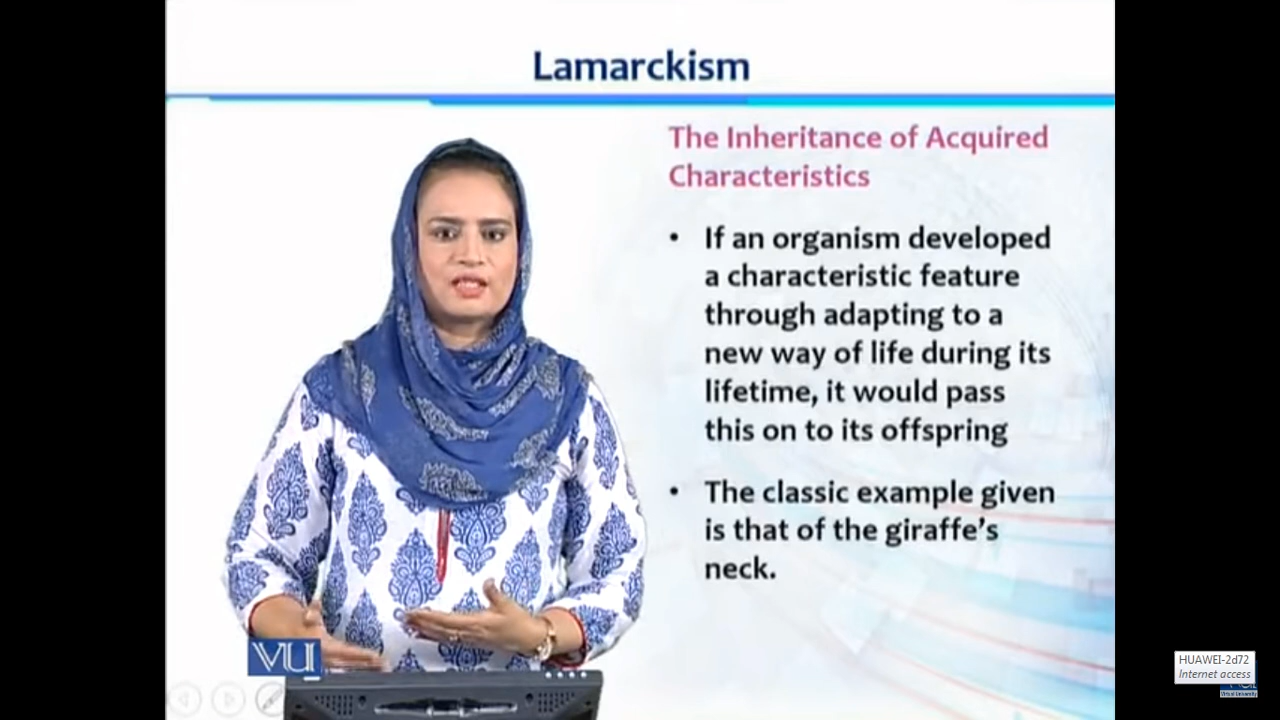 Lamarckism
The Inheritance of Acquired
Characteristics
• If an organism developed
a characteristic feature
through adapting to a
new way of life during its
lifetime, it would pass
this on to its offspring
• The classic example given
is that of the giraffe's
neck.
VU
HUAWEI-2d72
Internet access